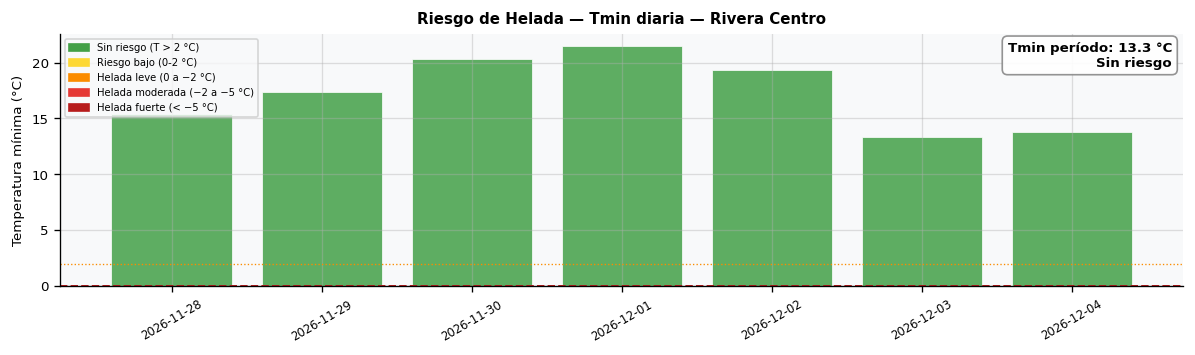 Riesgo de Helada — Tmin diaria — Rivera Centro
Sin riesgo (T > 2 °C)
Riesgo bajo (0-2 °C)
Helada leve (0 a −2 °C)
Helada moderada (−2 a −5 °C)
Helada fuerte (< −5 °C)
Tmin período: 13.3 °C
Sin riesgo
Temperatura mínima (°C)
20
15
10
5
0
2026-11-28
2026-11-29
2026-11-30
2026-12-01
2026-12-02
2026-12-03
2026-12-04